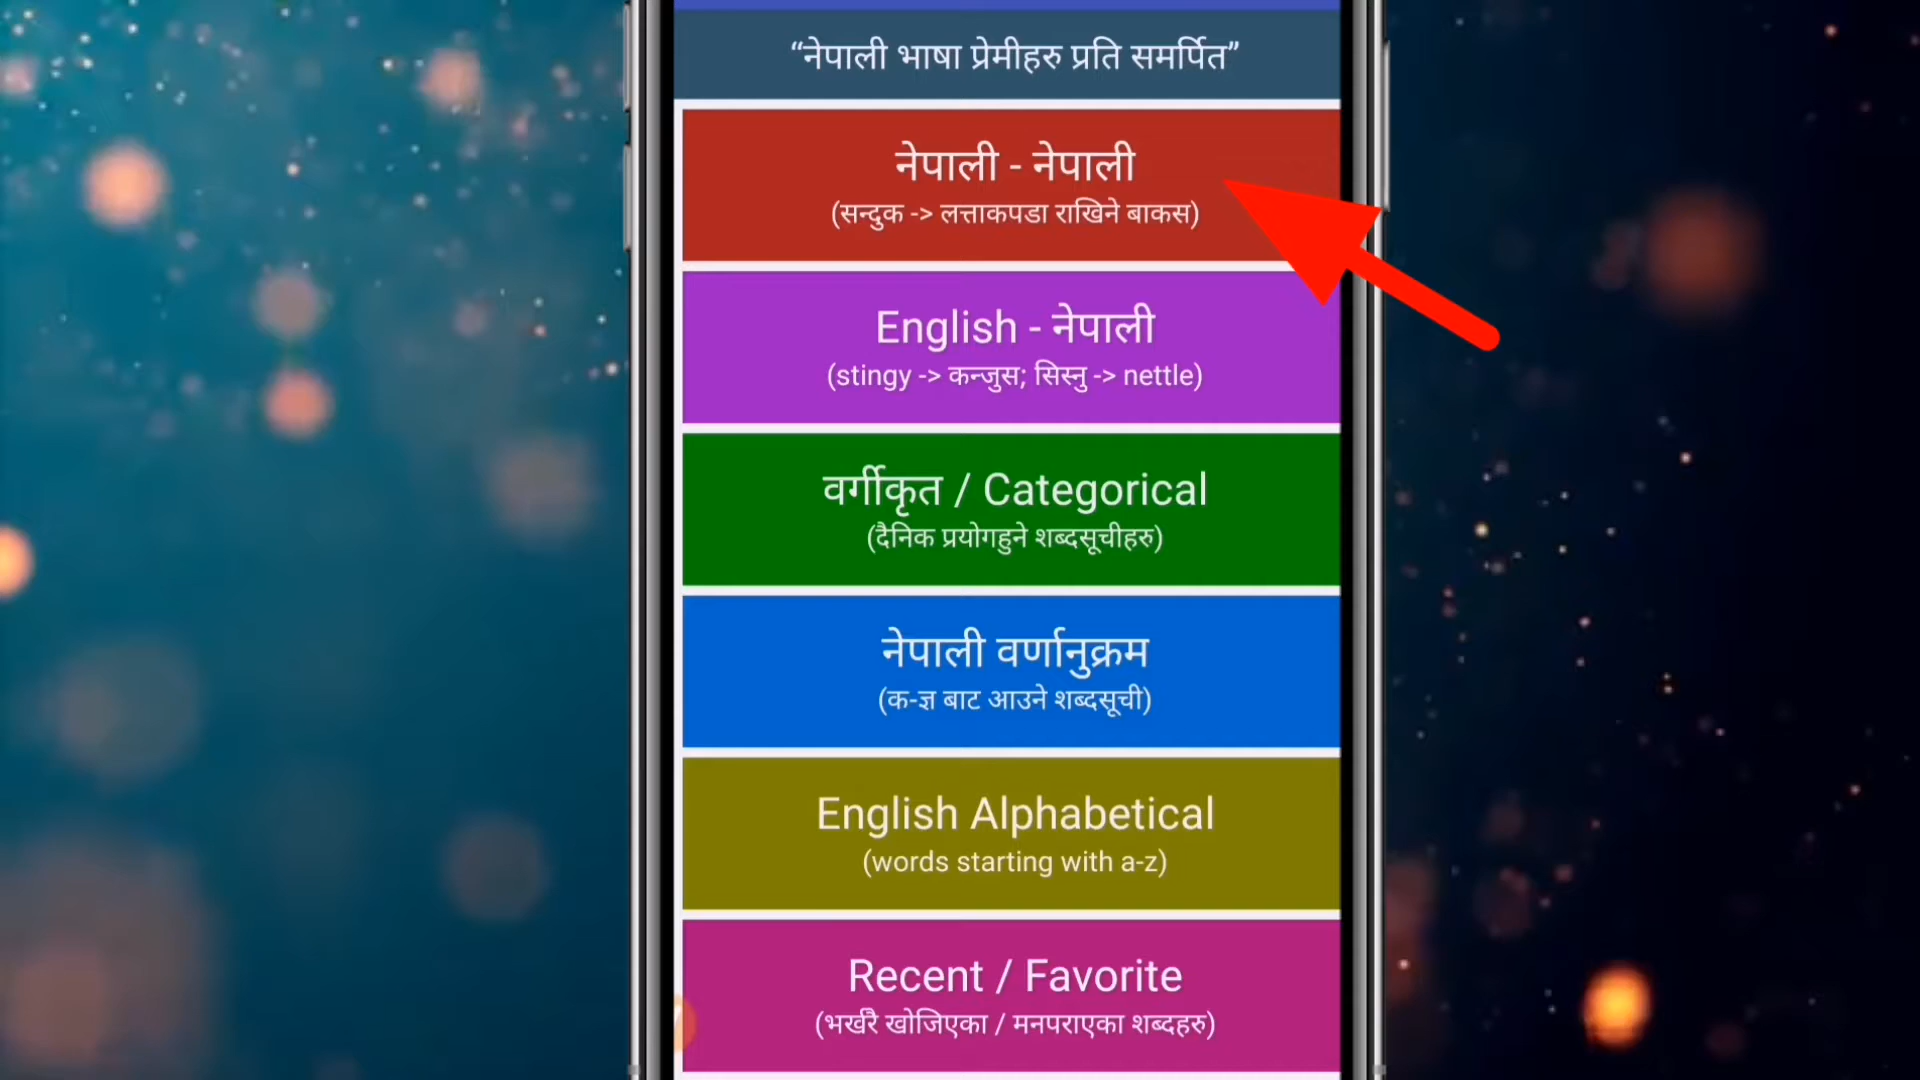 “नेपाली भाषा प्रेमीहरु प्रति समर्पित”
नेपाली - नेपाली
(सन्दुक -> लत्ताकपडा राखिने बाकस)
English - नेपाली
(stingy -> कन्जुस; सिस्नु -> nettle)
वर्गीकृत / Categorical
(दैनिक प्रयोगहुने शब्दसूचीहरु)
नेपाली वर्णानुक्रम
(क-ज्ञ बाट आउने शब्दसूची)
English Alphabetical
(words starting with a-z)
Recent / Favorite
(भर्खरै खोजिएका / मनपराएका शब्दहरु)